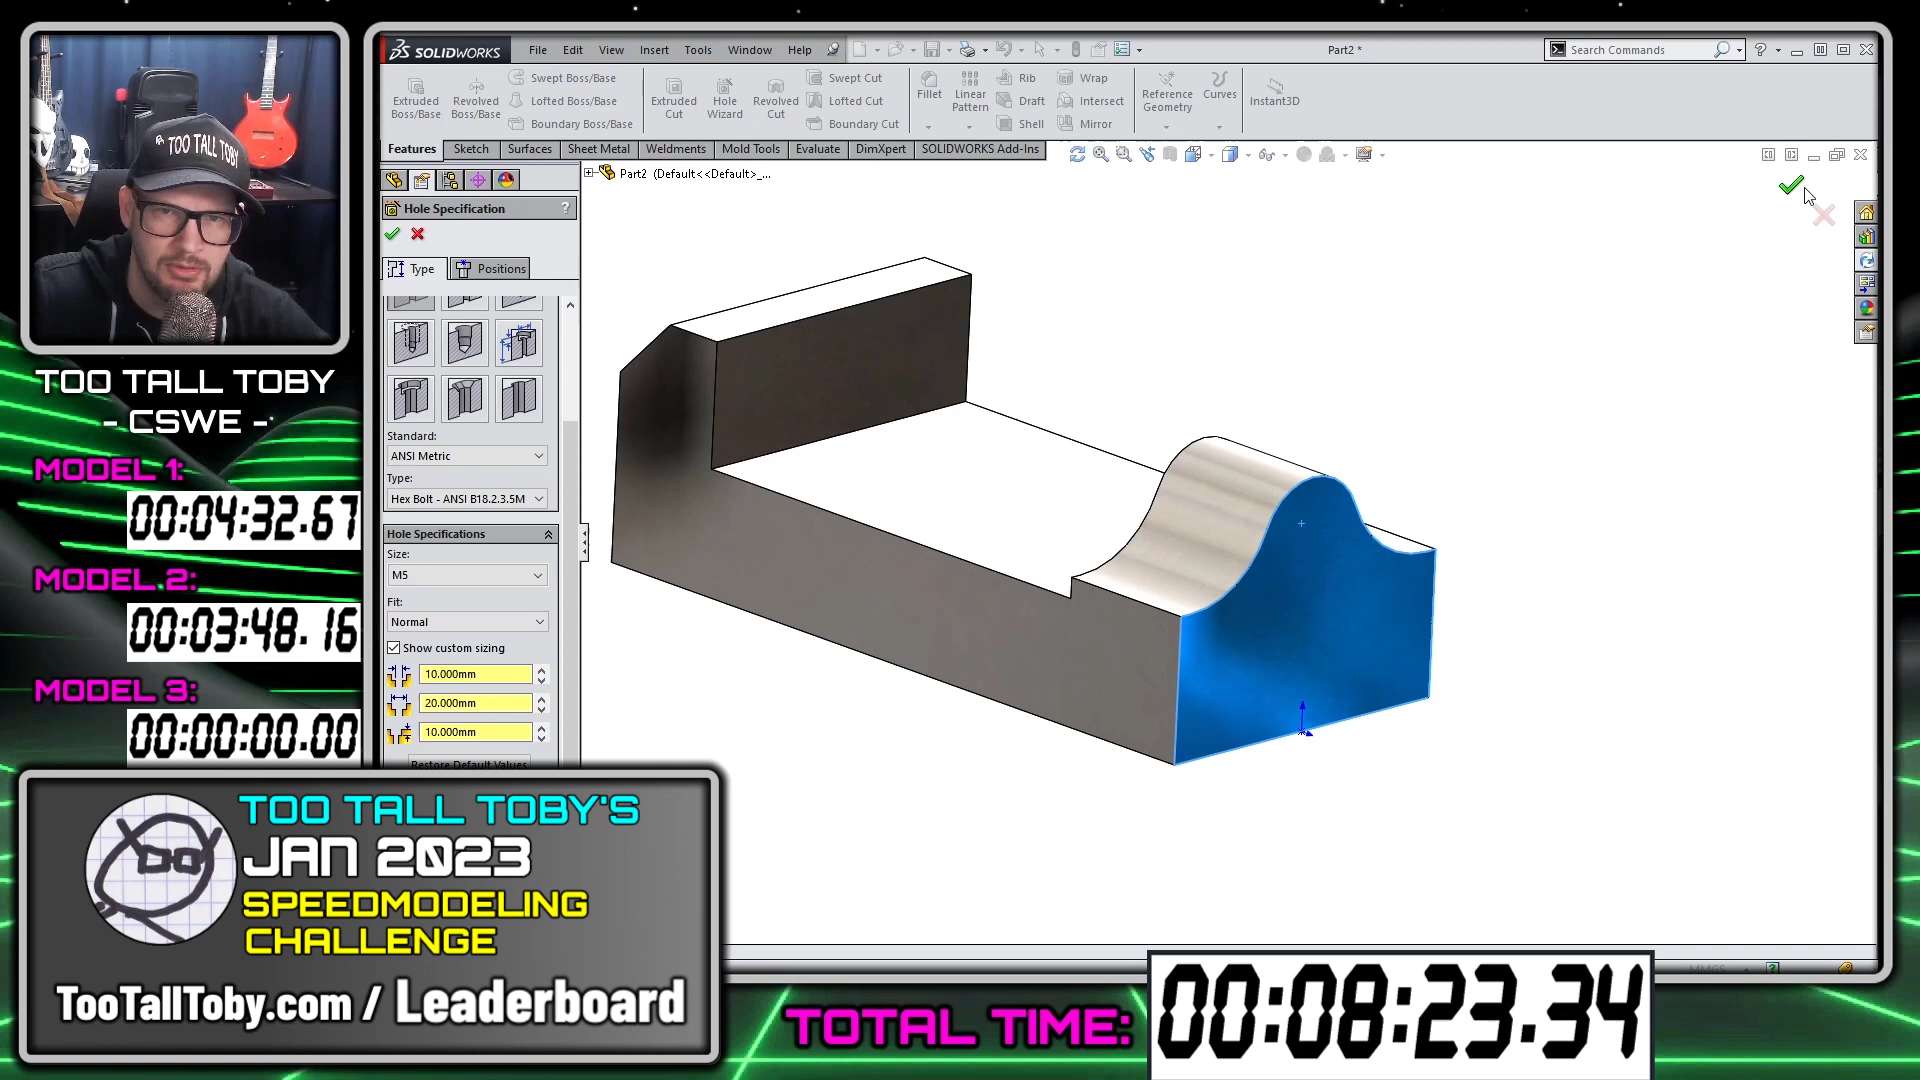 TOO TALL TOBY
TOO TALL TOBY
- CSWE -
MODEL 1:
00:04:32.67
MODEL 2:
00:03:48.16
MODEL 3:
00:00:00.00
SOLIDWORKS
File Edit View Insert Tools Window Help
Part2 *
Search Commands
Extruded Boss/Base
Revolved Boss/Base
Swept Boss/Base
Lofted Boss/Base
Boundary Boss/Base
Extruded Cut
Hole Wizard
Revolved Cut
Swept Cut
Lofted Cut
Boundary Cut
Fillet
Linear Pattern
Rib
Draft
Shell
Wrap
Intersect
Mirror
Reference Geometry
Curves
Instant3D
Features Sketch Surfaces Sheet Metal Weldments Mold Tools Evaluate DimXpert SOLIDWORKS Add-Ins
Part2 (Default<<Default>_...
Hole Specification ?
Type Positions
Standard:
ANSI Metric
Type:
Hex Bolt - ANSI B18.2.3.5M
Hole Specifications
Size:
M5
Fit:
Normal
Show custom sizing
10.000mm
20.000mm
10.000mm
Restore Default Values
MMGS
TOO TALL TOBY'S
JAN 2023
SPEEDMODELING
CHALLENGE
TooTallToby.com / Leaderboard
TOTAL TIME:
00:08:23.34